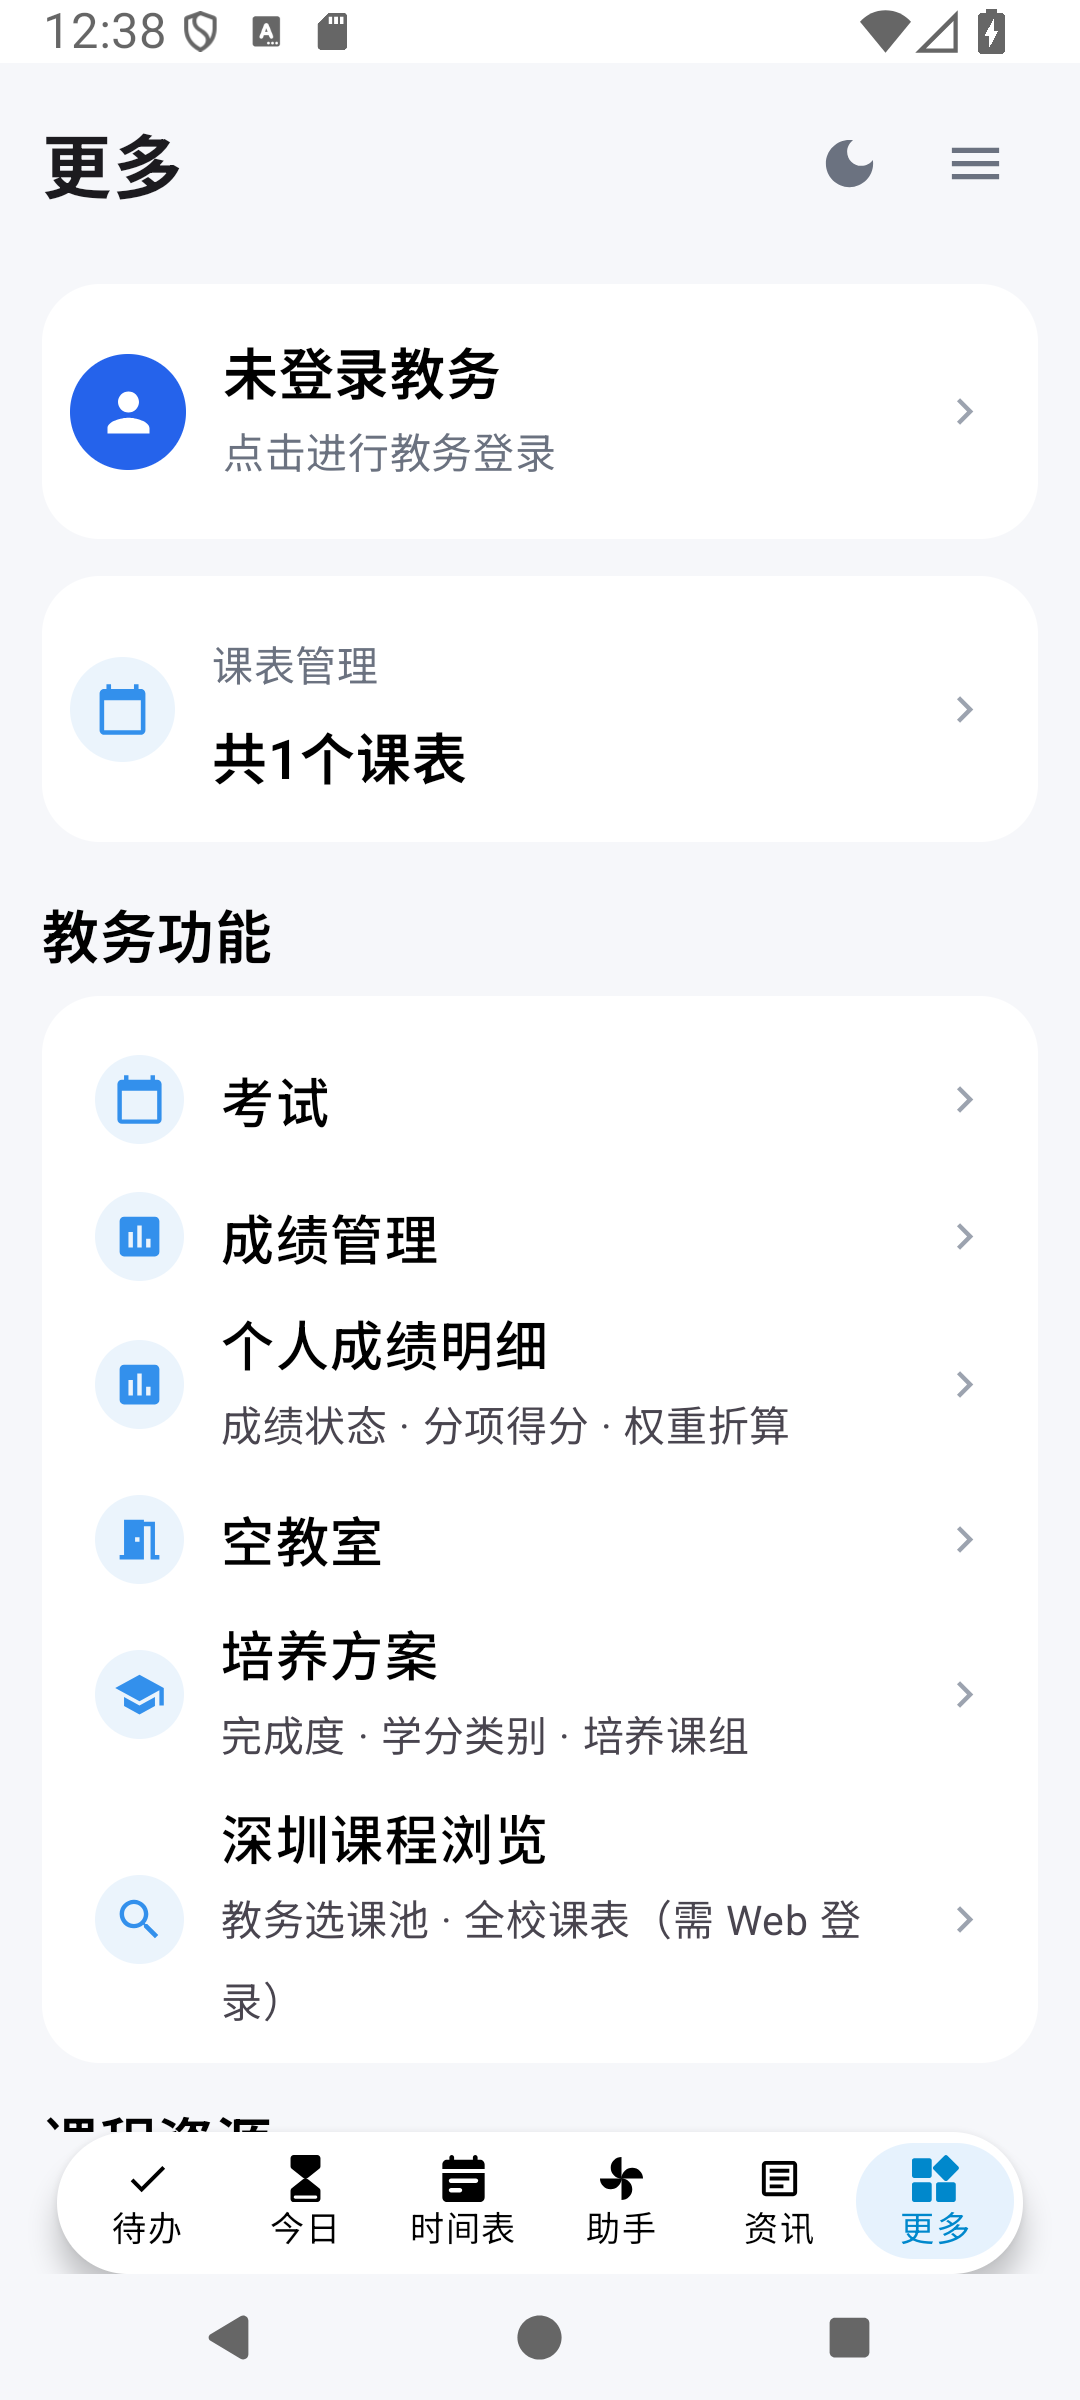 12:38
更多
未登录教务
点击进行教务登录
课表管理
共1个课表
教务功能
考试
成绩管理
个人成绩明细
成绩状态 · 分项得分 · 权重折算
空教室
培养方案
完成度 · 学分类别 · 培养课组
深圳课程浏览
教务选课池 · 全校课表（需 Web 登
录）
课程资源
待办
今日
时间表
助手
资讯
更多